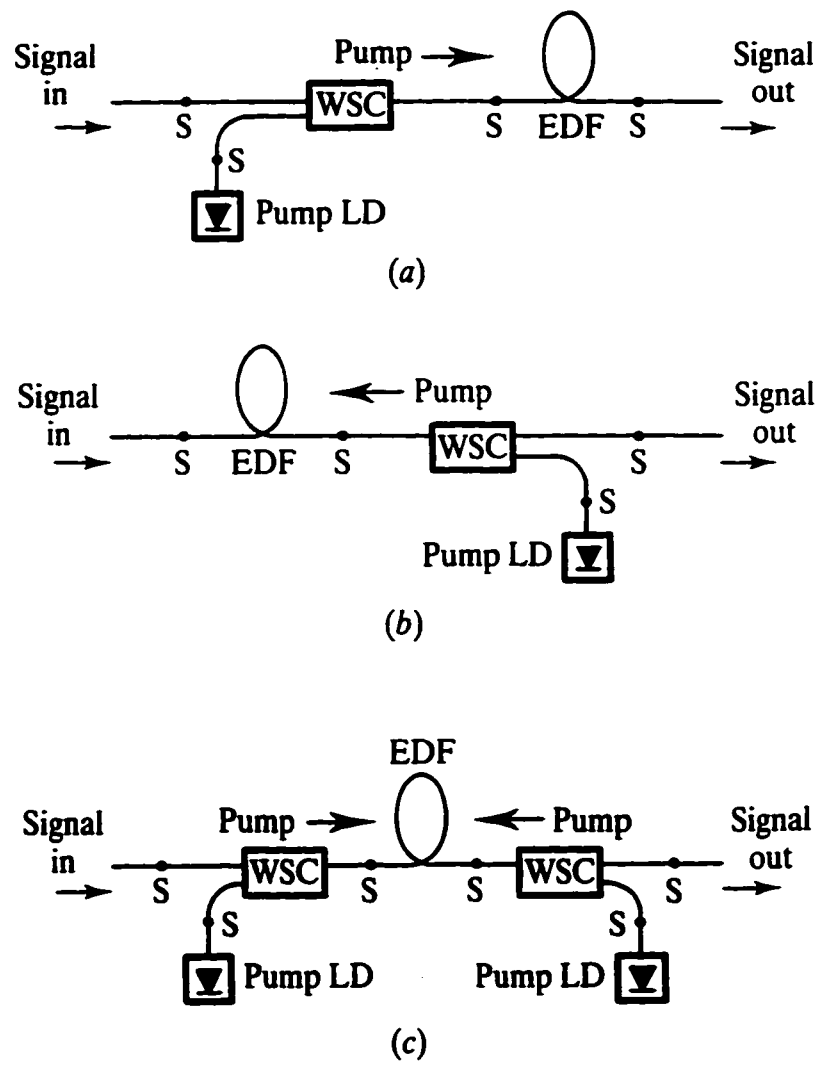 Pump
Signal in
Signal out
WSC
S
S
EDF
S
S
Pump LD
(a)
Pump
Signal in
Signal out
S
EDF
S
WSC
S
S
Pump LD
(b)
EDF
Signal in
Pump
Pump
Signal out
S
WSC
S
S
WSC
S
S
S
Pump LD
Pump LD
(c)